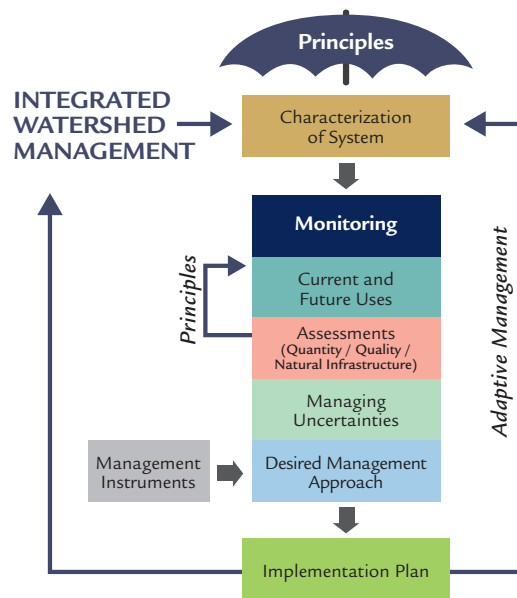 Principles
INTEGRATED
WATERSHED
MANAGEMENT
Characterization
of System
Monitoring
Principles
Current and
Future Uses
Assessments
(Quantity / Quality /
Natural Infrastructure)
Adaptive Management
Managing
Uncertainties
Management
Instruments
Desired Management
Approach
Implementation Plan